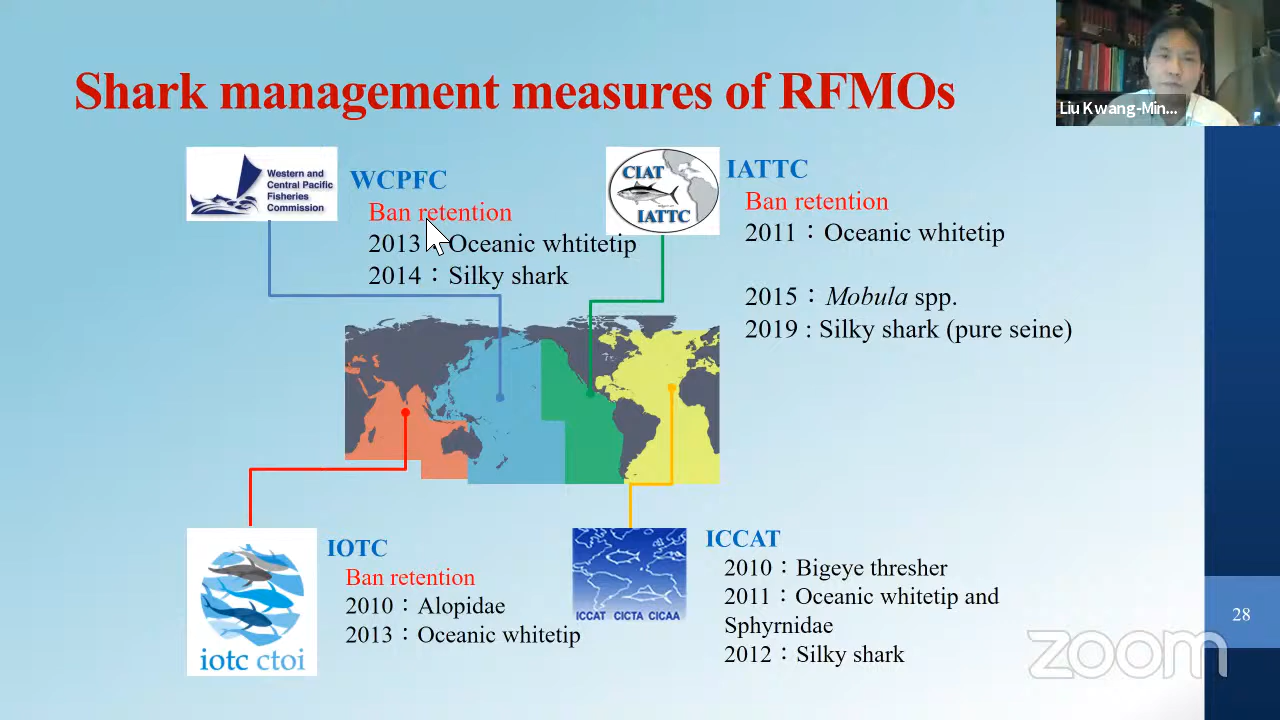 Shark management measures of RFMOs
Liu Kwang-Min...
Western and
Central Pacific
Fisheries
Commission
WCPFC
Ban retention
2013 Oceanic whtitetip
2014：Silky shark
CIAT
IATTC
IATTC
Ban retention
2011：Oceanic whitetip
2015： Mobula spp.
2019 : Silky shark (pure seine)
iotc ctoi
IOTC
Ban retention
2010：Alopidae
2013：Oceanic whitetip
ICCAT CICTA CICAA
ICCAT
2010：Bigeye thresher
2011：Oceanic whitetip and
Sphyrnidae
2012：Silky shark
28
zoom